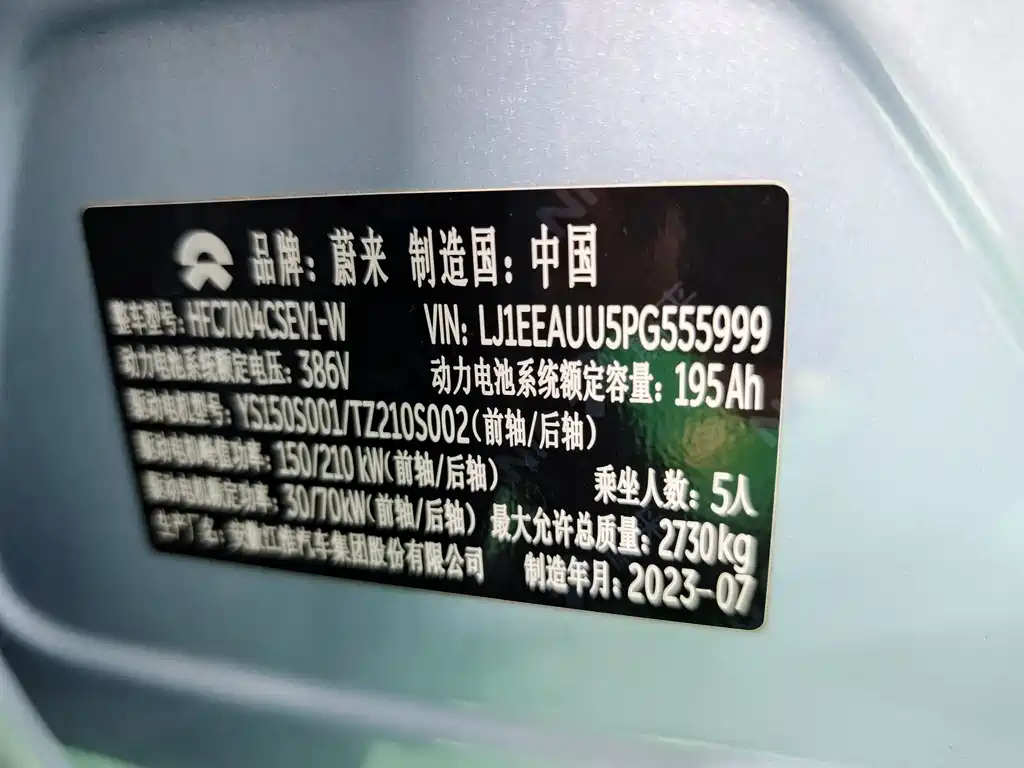 品牌：蔚来 制造国：中国
整车型号：HFC7004CSEV1-W VIN：LJ1EEAUU5PG555999
动力电池系统额定电压：386V 动力电池系统额定容量：195Ah
驱动电机型号：YS150S001/TZ210S002(前轴/后轴)
驱动电机峰值功率：150/210 kW(前轴/后轴) 乘坐人数：5人
驱动电机额定功率：30/70kW(前轴/后轴) 最大允许总质量：2730kg
生产厂名：安徽江淮汽车集团股份有限公司 制造年月：2023-07